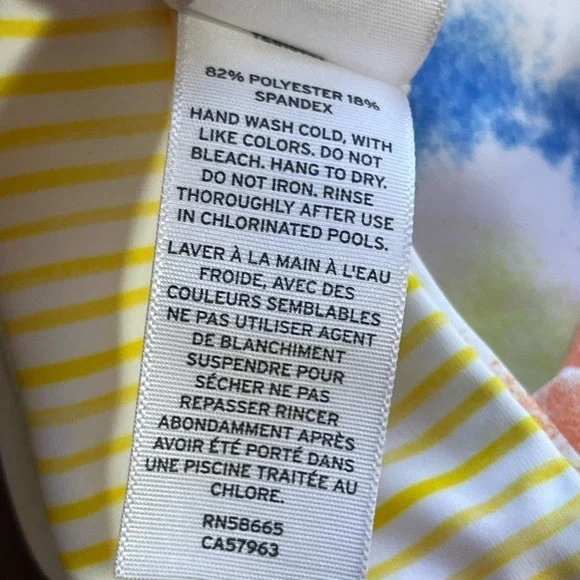 82% POLYESTER 18%
SPANDEX
HAND WASH COLD, WITH
LIKE COLORS. DO NOT
BLEACH. HANG TO DRY.
DO NOT IRON. RINSE
THOROUGHLY AFTER USE
IN CHLORINATED POOLS.
LAVER À LA MAIN À L'EAU
FROIDE, AVEC DES
COULEURS SEMBLABLES
NE PAS UTILISER AGENT
DE BLANCHIMENT
SUSPENDRE POUR
SÉCHER NE PAS
REPASSER RINCER
ABONDAMMENT APRÈS
AVOIR ÉTÉ PORTÉ DANS
UNE PISCINE TRAITÉE AU
CHLORE.
RN58665
CA57963